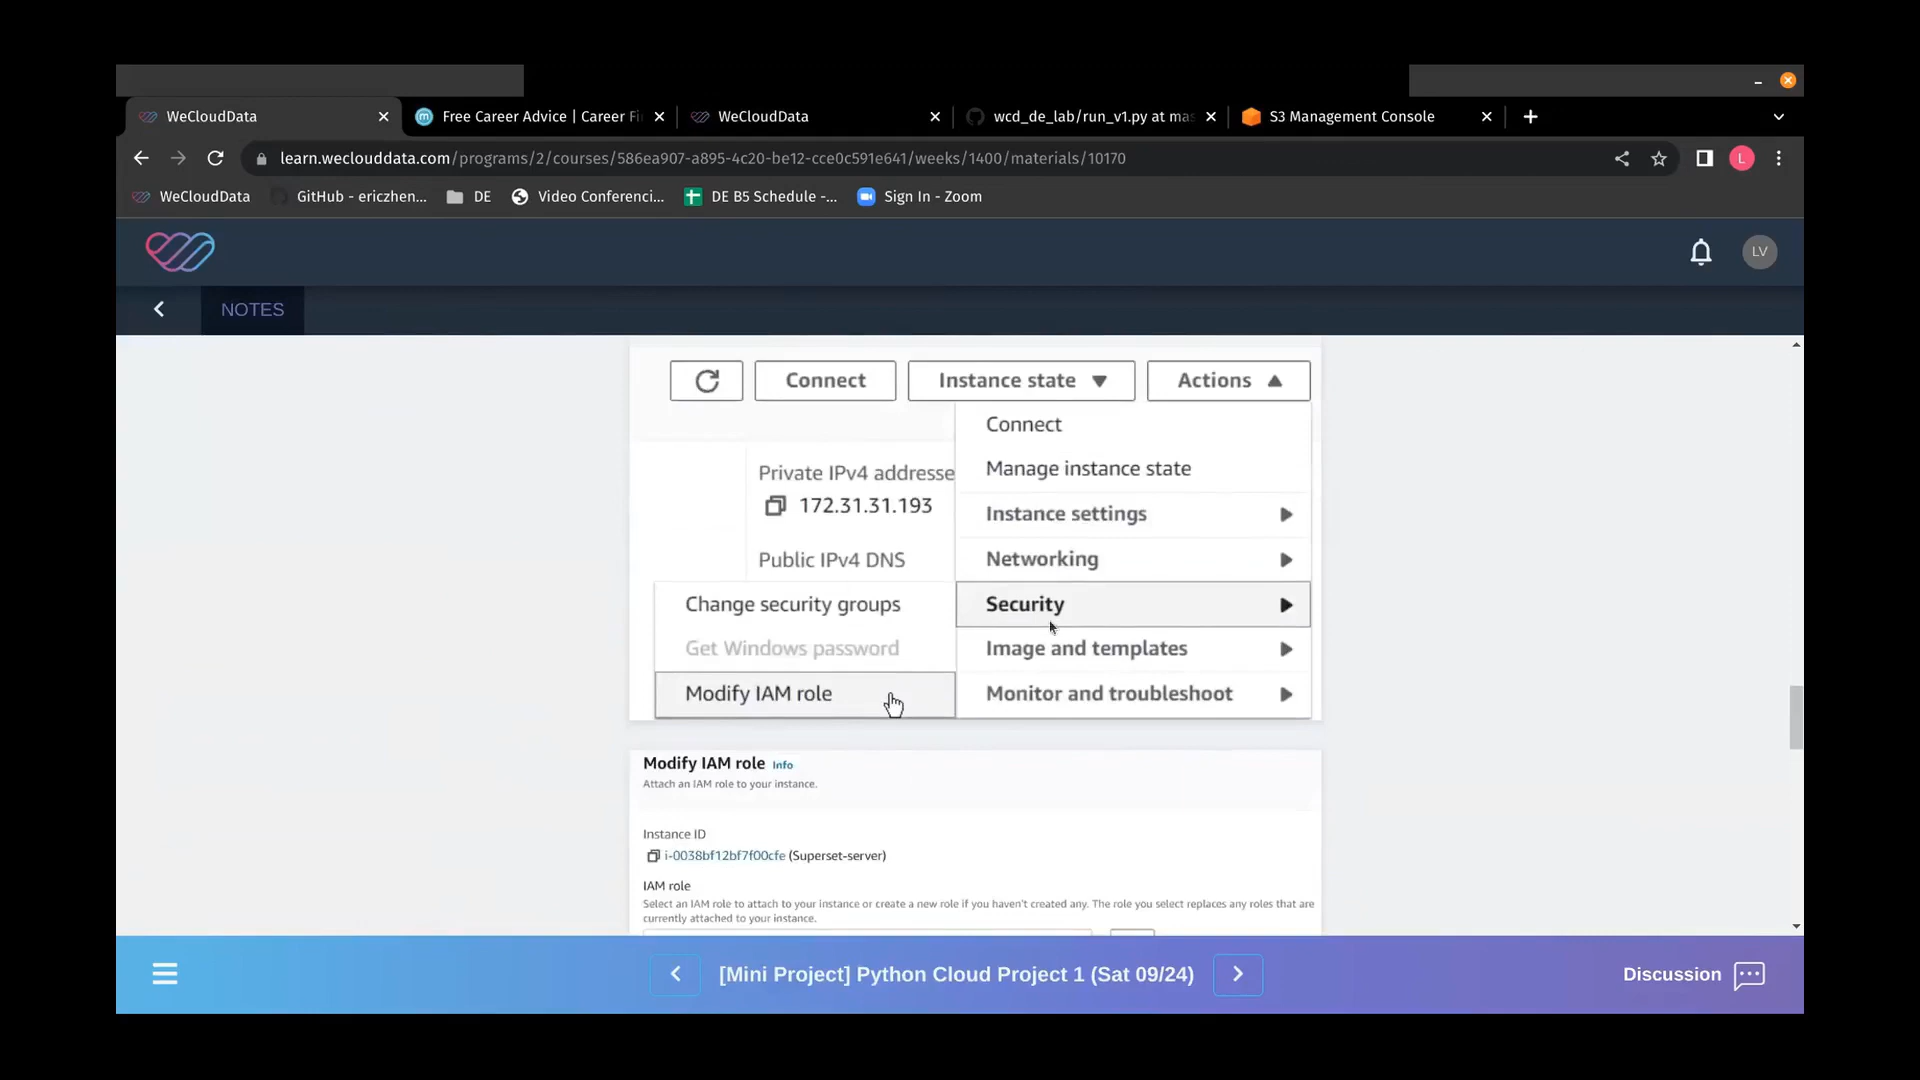 WeCloudData
Free Career Advice | Career Fi
WeCloudData
wcd_de_lab/run_v1.py at mas
S3 Management Console
learn.weclouddata.com/programs/2/courses/586ea907-a895-4c20-be12-cce0c591e641/weeks/1400/materials/10170
L
WeCloudData
GitHub - ericzhen...
DE
Video Conferenci...
DE B5 Schedule -...
Sign In - Zoom
LV
NOTES
Connect
Instance state
Actions
Connect
Manage instance state
Private IPv4 addresse
172.31.31.193
Instance settings
Public IPv4 DNS
Networking
Change security groups
Security
Get Windows password
Image and templates
Modify IAM role
Monitor and troubleshoot
Modify IAM role Info
Attach an IAM role to your instance.
Instance ID
i-0038bf12bf7f00cfe (Superset-server)
IAM role
Select an IAM role to attach to your instance or create a new role if you haven't created any. The role you select replaces any roles that are
currently attached to your instance.
[Mini Project] Python Cloud Project 1 (Sat 09/24)
Discussion